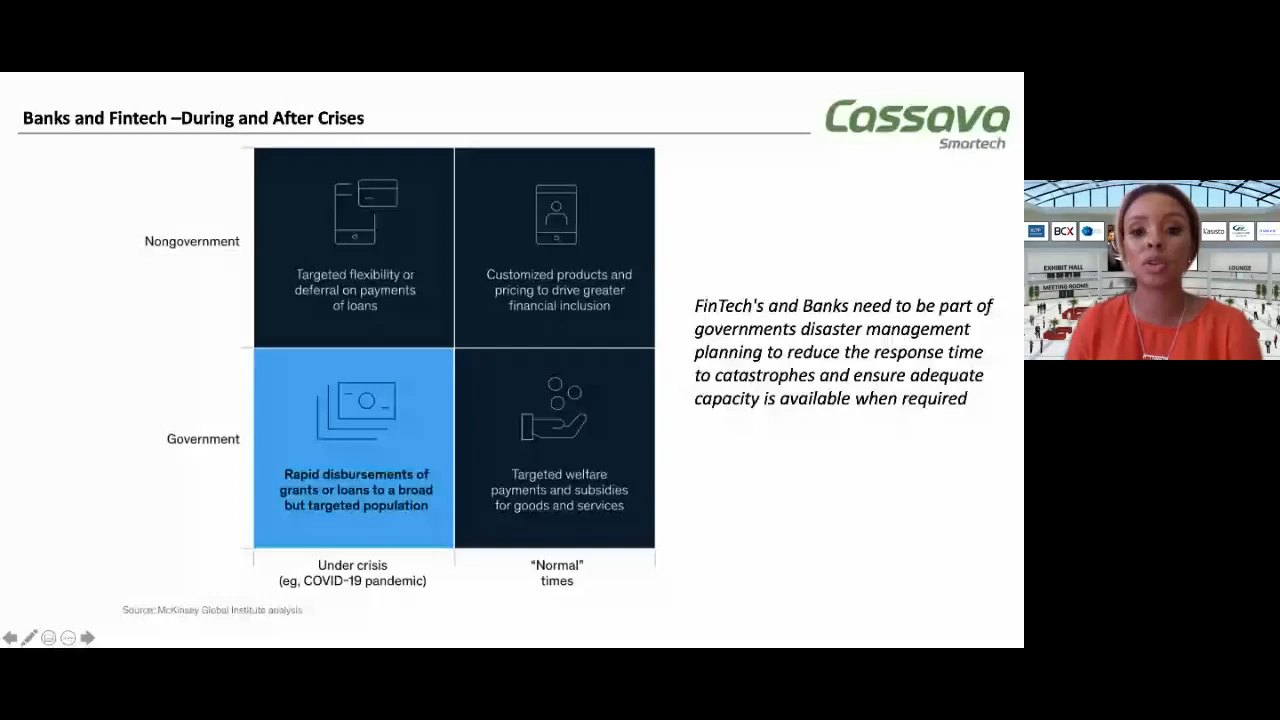 Banks and Fintech –During and After Crises
Cassava
Smartech
Nongovernment
Targeted flexibility or
deferral on payments
of loans
Customized products and
pricing to drive greater
financial inclusion
Government
Rapid disbursements of
grants or loans to a broad
but targeted population
Targeted welfare
payments and subsidies
for goods and services
Under crisis
(eg, COVID-19 pandemic)
“Normal”
times
Source: McKinsey Global Institute analysis
FinTech's and Banks need to be part of
governments disaster management
planning to reduce the response time
to catastrophes and ensure adequate
capacity is available when required
BCX
kasisto
EXHIBIT HALL
MEETING ROOMS
LOUNGE